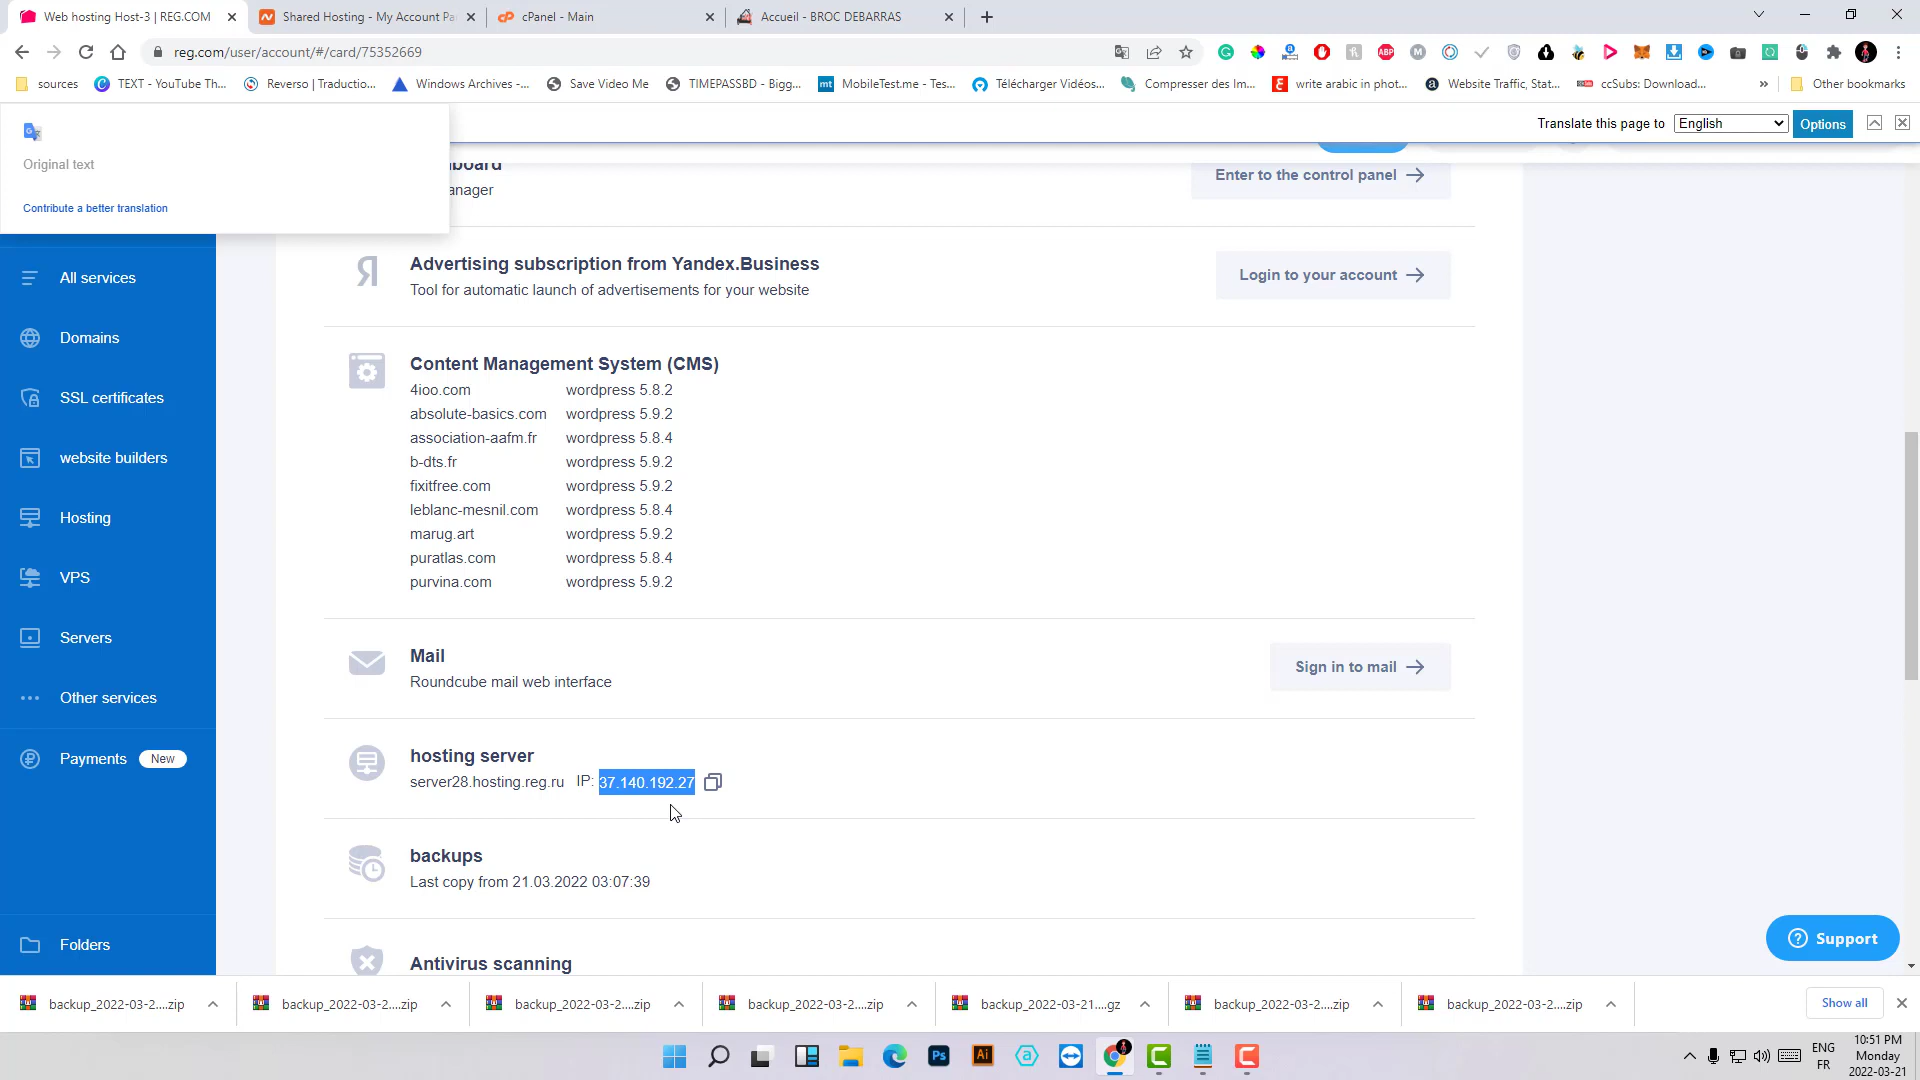 Web hosting Host-3 | REG.COM
Shared Hosting - My Account Pa
cPanel - Main
Accueil - BROC DEBARRAS
reg.com/user/account/#/card/75352669
ABP
M
sources
TEXT - YouTube Th...
Reverso | Traductio...
Windows Archives -...
Save Video Me
TIMEPASSBD - Bigg...
mt
MobileTest.me - Tes...
Télécharger Vidéos...
Compresser des Im...
write arabic in phot...
Website Traffic, Stat...
ccSubs: Download...
»
Other bookmarks
Translate this page to
English
Options
Original text
Contribute a better translation
board
anager
Enter to the control panel
All services
Domains
SSL certificates
website builders
Hosting
VPS
Servers
Other services
Payments
New
Folders
Я
Advertising subscription from Yandex.Business
Tool for automatic launch of advertisements for your website
Login to your account
Content Management System (CMS)
4ioo.com wordpress 5.8.2
absolute-basics.com wordpress 5.9.2
association-aafm.fr wordpress 5.8.4
b-dts.fr wordpress 5.9.2
fixitfree.com wordpress 5.9.2
leblanc-mesnil.com wordpress 5.8.4
marug.art wordpress 5.9.2
puratlas.com wordpress 5.8.4
purvina.com wordpress 5.9.2
Mail
Roundcube mail web interface
Sign in to mail
hosting server
server28.hosting.reg.ru IP: 37.140.192.27
backups
Last copy from 21.03.2022 03:07:39
Antivirus scanning
Support
backup_2022-03-2....zip
backup_2022-03-2....zip
backup_2022-03-2....zip
backup_2022-03-2....zip
backup_2022-03-21....gz
backup_2022-03-2....zip
backup_2022-03-2....zip
Show all
Ps
Ai
ENG
FR
10:51 PM
Monday
2022-03-21